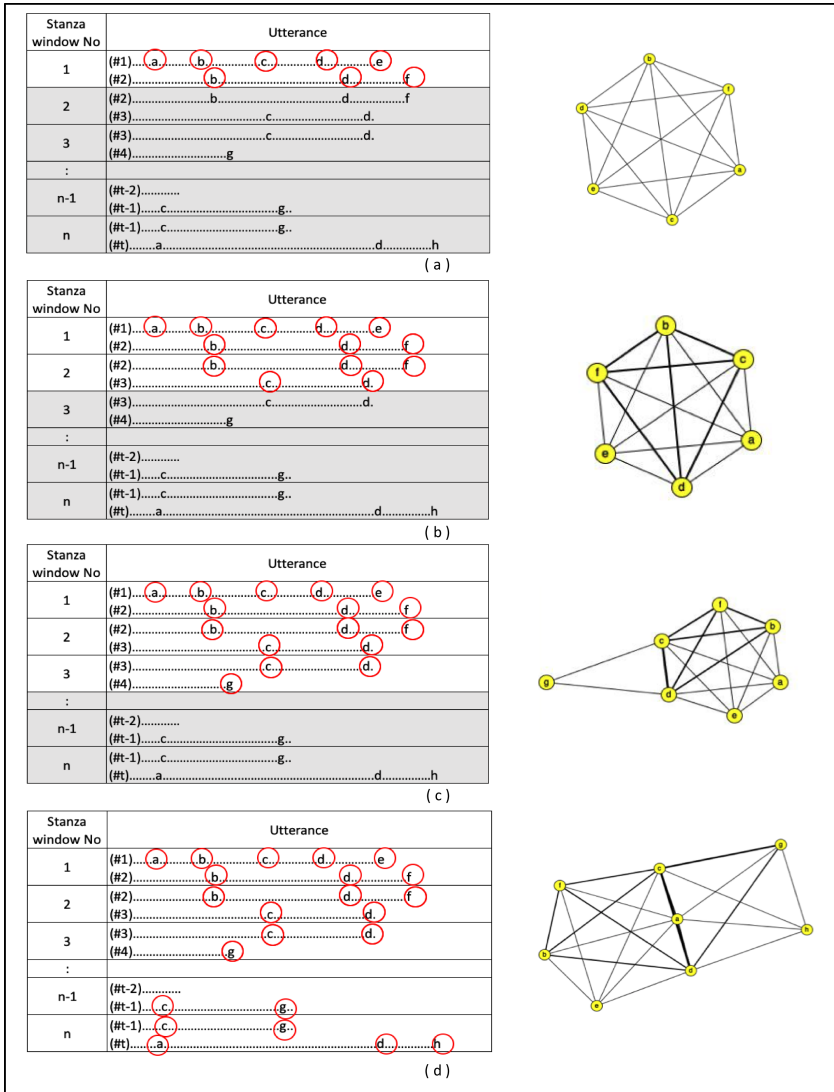 Stanza
window No
Utterance
1
(#1).....a..........b...............c..............d..............e
(#2).......................b................................d..............f
2
(#2).......................b................................d..............f
(#3).....................................c.......................d.
3
(#3).....................................c.......................d.
(#4)..........................g
:
n-1
(#t-2)...........
(#t-1)......c............................g..
n
(#t-1)......c............................g..
(#t).......a.......................................................d.............h
b
f
d
a
e
c
( a )
Stanza
window No
Utterance
1
(#1).....a..........b...............c..............d..............e
(#2).......................b................................d..............f
2
(#2).......................b................................d..............f
(#3).....................................c.......................d.
3
(#3).....................................c.......................d.
(#4)..........................g
:
n-1
(#t-2)...........
(#t-1)......c............................g..
n
(#t-1)......c............................g..
(#t).......a.......................................................d.............h
b
c
f
a
e
d
( b )
Stanza
window No
Utterance
1
(#1).....a..........b...............c..............d..............e
(#2).......................b................................d..............f
2
(#2).......................b................................d..............f
(#3).....................................c.......................d.
3
(#3).....................................c.......................d.
(#4)..........................g
:
n-1
(#t-2)...........
(#t-1)......c............................g..
n
(#t-1)......c............................g..
(#t).......a.......................................................d.............h
f
b
c
g
d
a
e
( c )
Stanza
window No
Utterance
1
(#1).....a..........b...............c..............d..............e
(#2).......................b................................d..............f
2
(#2).......................b................................d..............f
(#3).....................................c.......................d.
3
(#3).....................................c.......................d.
(#4)..........................g
:
n-1
(#t-2)...........
(#t-1)......c............................g..
n
(#t-1)......c............................g..
(#t).......a.......................................................d.............h
g
c
f
a
h
b
d
e
( d )